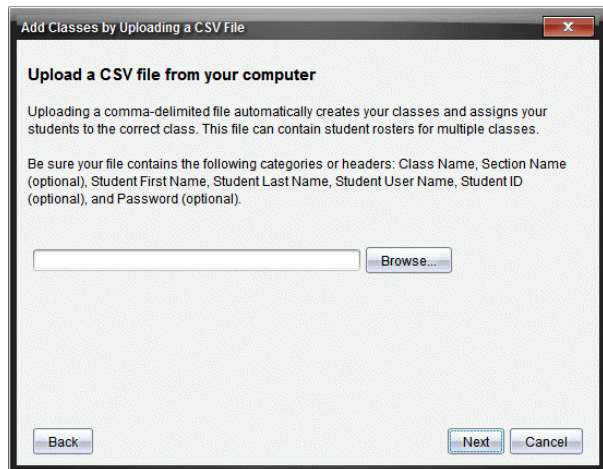 Add Classes by Uploading a CSV File
Upload a CSV file from your computer
Uploading a comma-delimited file automatically creates your classes and assigns your
students to the correct class. This file can contain student rosters for multiple classes.
Be sure your file contains the following categories or headers: Class Name, Section Name
(optional), Student First Name, Student Last Name, Student User Name, Student ID
(optional), and Password (optional).
Browse...
Back
Next
Cancel